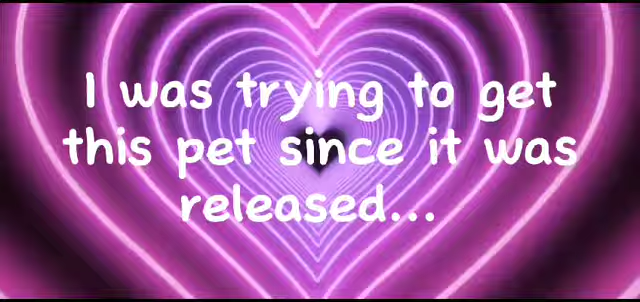 I was trying to get
this pet since it was
released...